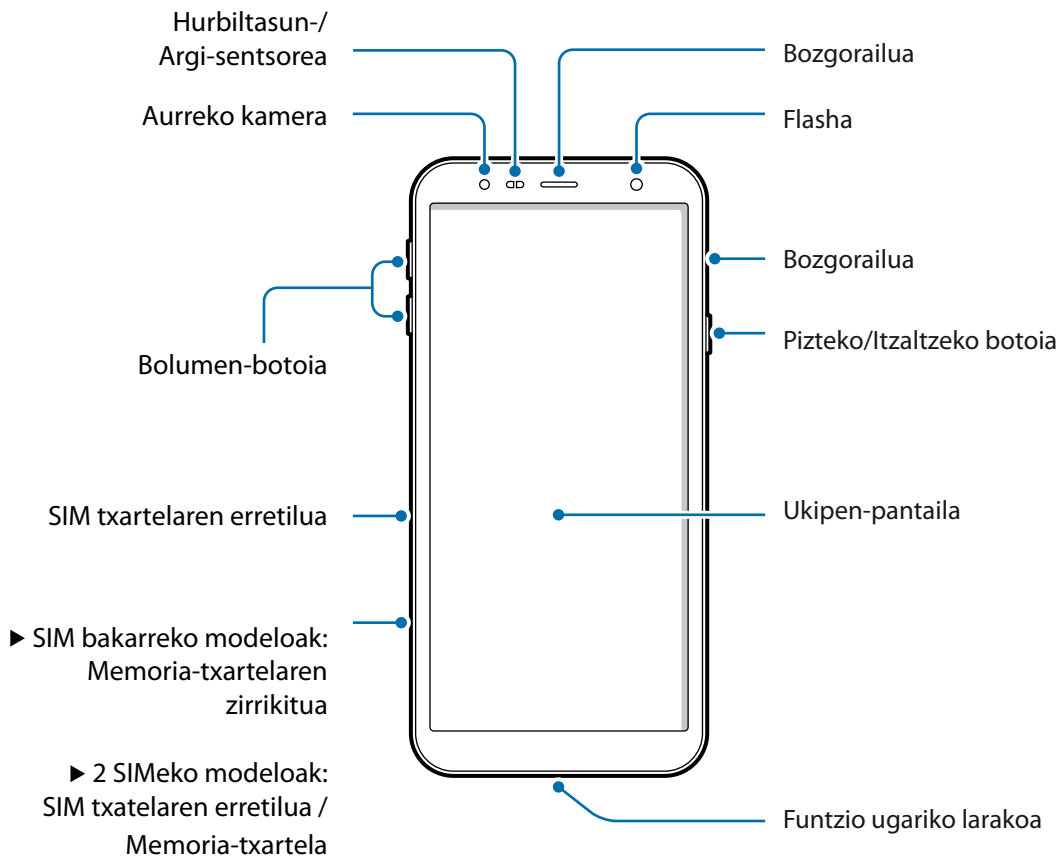 Hurbiltasun-/
Argi-sentsorea
Aurreko kamera
Bolumen-botoia
SIM txartelaren erretilua
▶ SIM bakarreko modeloak:
Memoria-txartelaren
zirrikitua
▶ 2 SIMeko modeloak:
SIM txatelaren erretilua /
Memoria-txartela
Bozgorailua
Flasha
Bozgorailua
Pizteko/Itzaltzeko botoia
Ukipen-pantaila
Funtzio ugariko larakoa